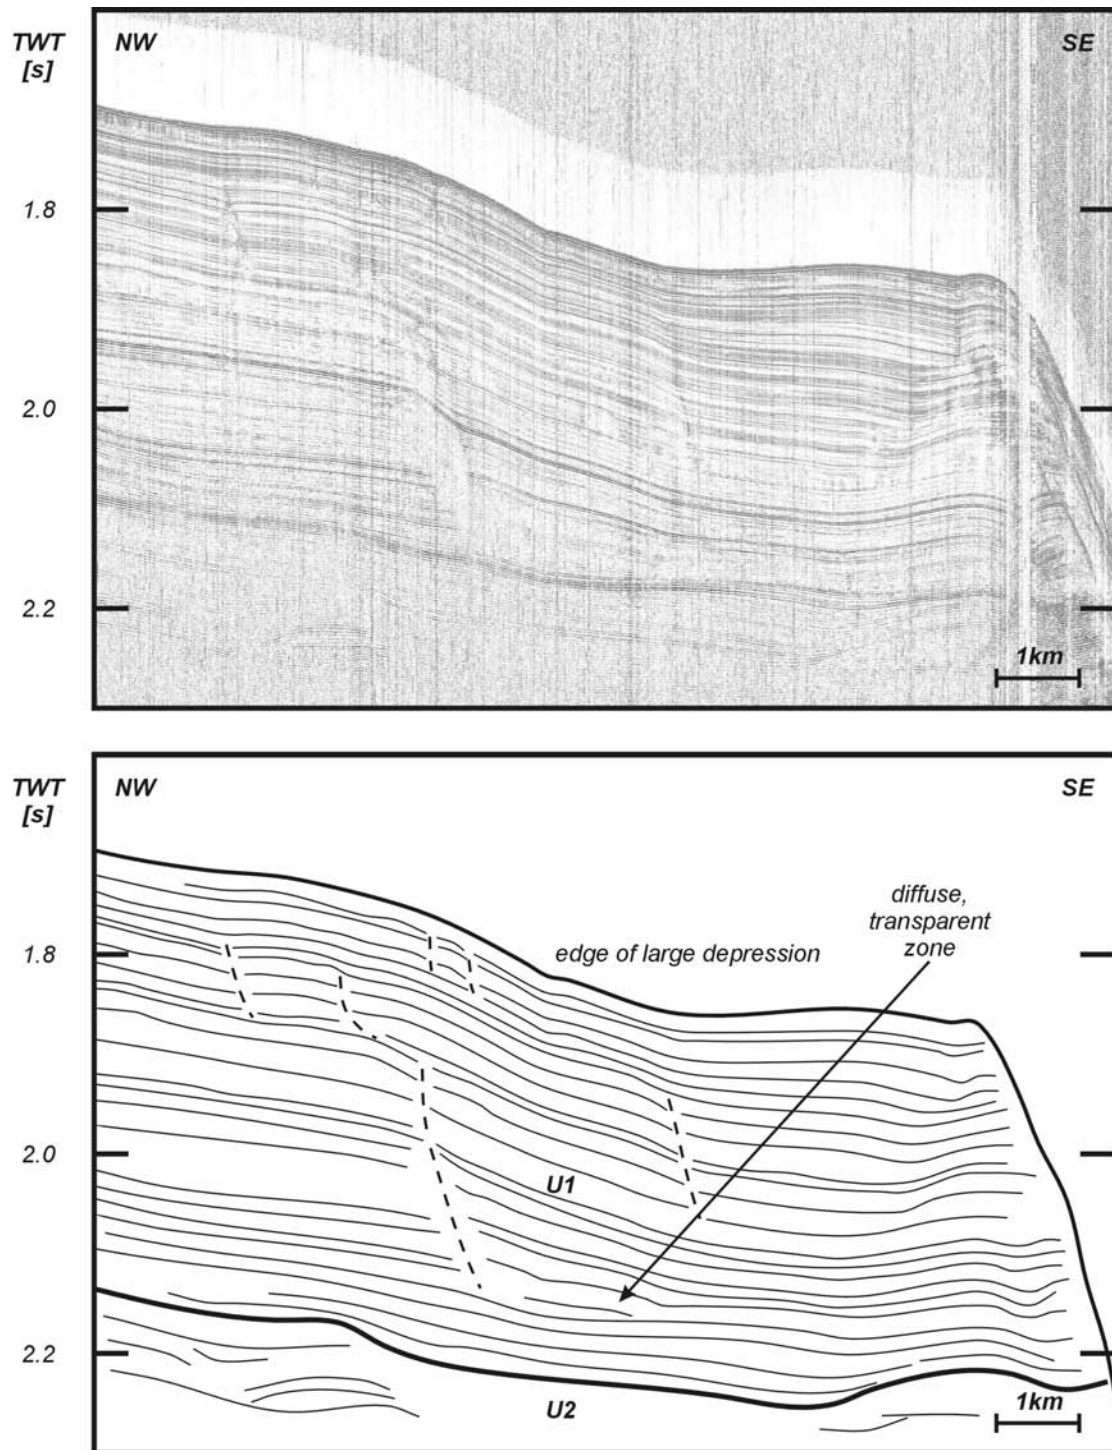 TWT
[s]
NW
SE
1.8
2.0
2.2
1km
TWT
[s]
NW
SE
diffuse,
transparent
zone
edge of large depression
1.8
2.0
U1
2.2
U2
1km